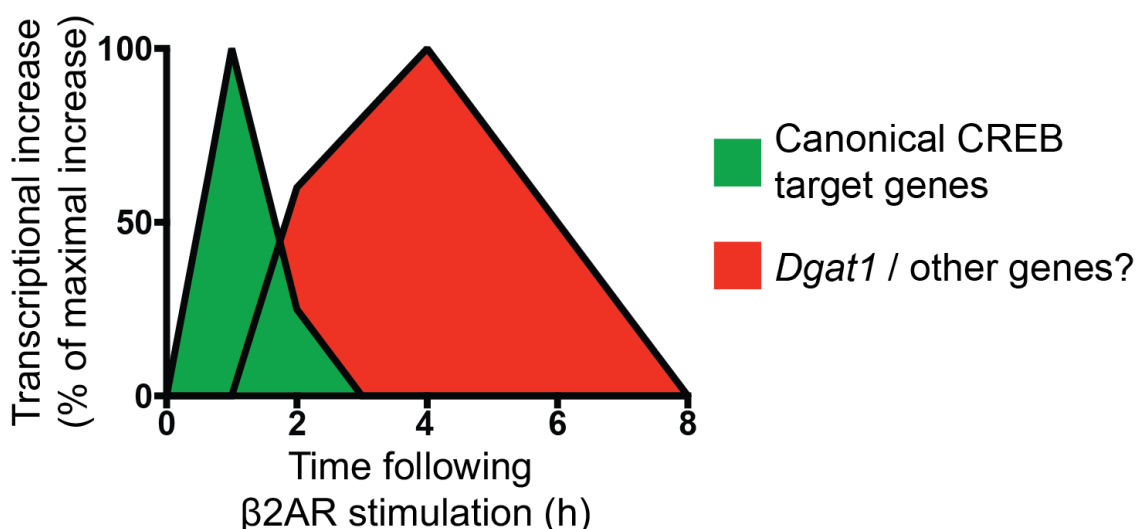 Transcriptional increase
(% of maximal increase)
100
50
0
0 2 4 6 8
Time following
β2AR stimulation (h)
Canonical CREB
target genes
Dgat1 / other genes?